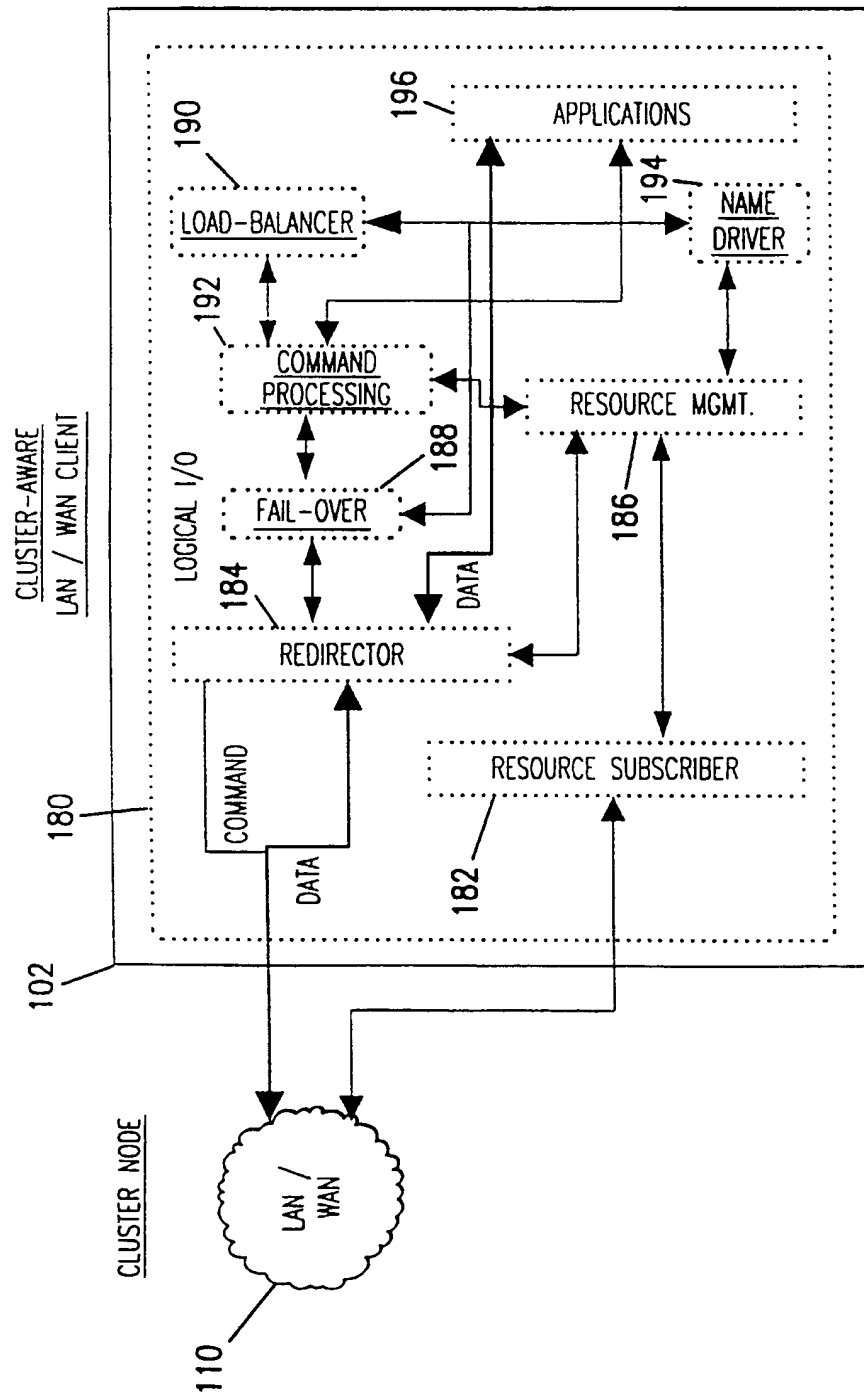 CLUSTER-AWARE
LAN / WAN CLIENT
CLUSTER NODE
102
180
190
LOAD-BALANCER
196
APPLICATIONS
192
COMMAND
PROCESSING
194
NAME
DRIVER
LOGICAL I/O
188
FAIL-OVER
RESOURCE MGMT.
186
184
REDIRECTOR
DATA
COMMAND
DATA
RESOURCE SUBSCRIBER
182
LAN
/
WAN
110